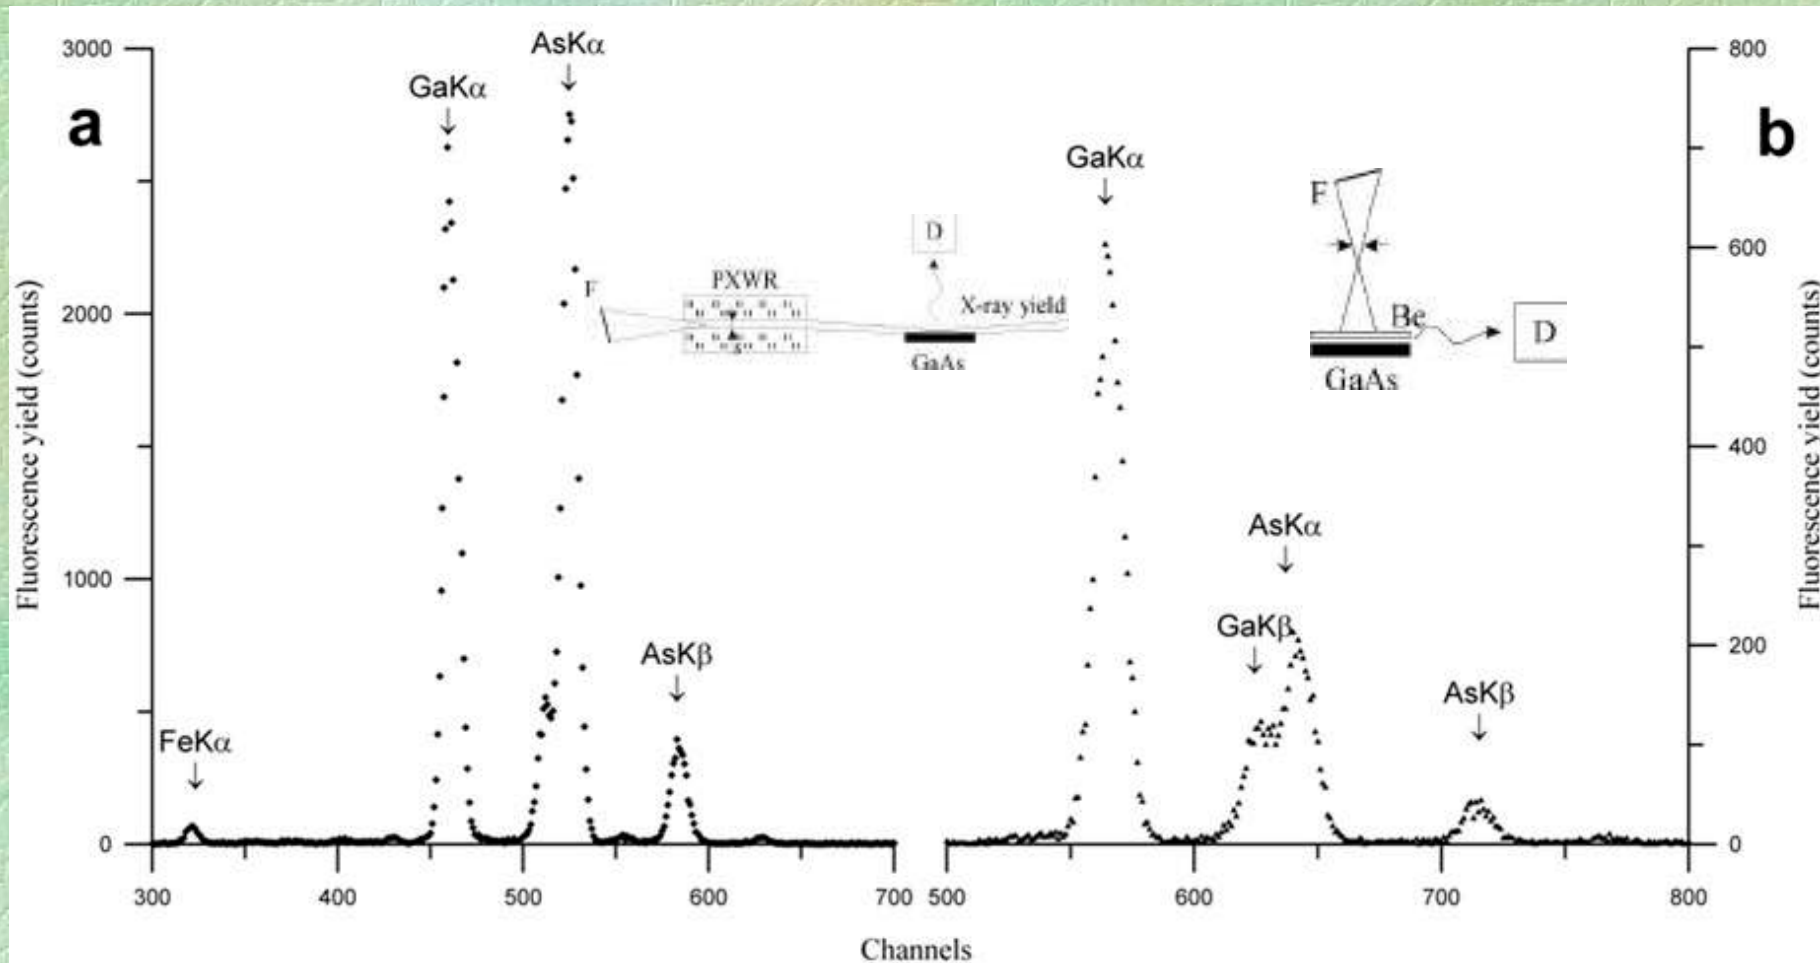 a
b
3000
2000
1000
0
Fluorescence yield (counts)
FeKα
GaKα
AsKα
AsKβ
F
PXWR
D
X-ray yield
GaAs
300
400
500
600
700
GaKα
GaKβ
AsKα
AsKβ
F
Be
D
GaAs
500
600
700
800
800
600
400
200
0
Fluorescence yield (counts)
Channels